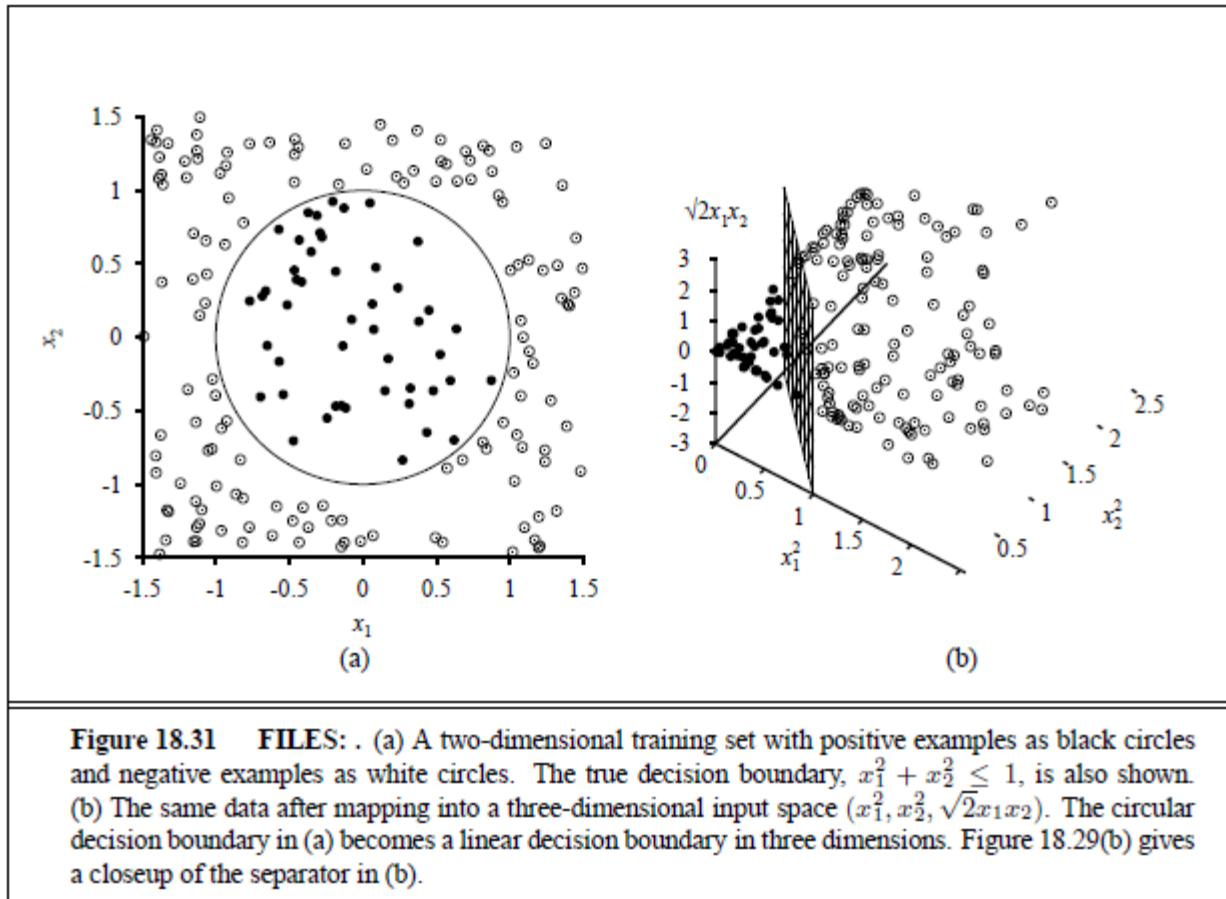 1.5
1
0.5
0
-0.5
-1
-1.5
x₂
-1.5 -1 -0.5 0 0.5 1 1.5
x₁
(a)
√2x₁x₂
3
2
1
0
-1
-2
-3
0
0.5
1
1.5
2
x₁²
0.5
1
1.5
2
2.5
x₂²
(b)
Figure 18.31 FILES: . (a) A two-dimensional training set with positive examples as black circles
and negative examples as white circles. The true decision boundary, x₁² + x₂² ≤ 1, is also shown.
(b) The same data after mapping into a three-dimensional input space (x₁², x₂², √2x₁x₂). The circular
decision boundary in (a) becomes a linear decision boundary in three dimensions. Figure 18.29(b) gives
a closeup of the separator in (b).